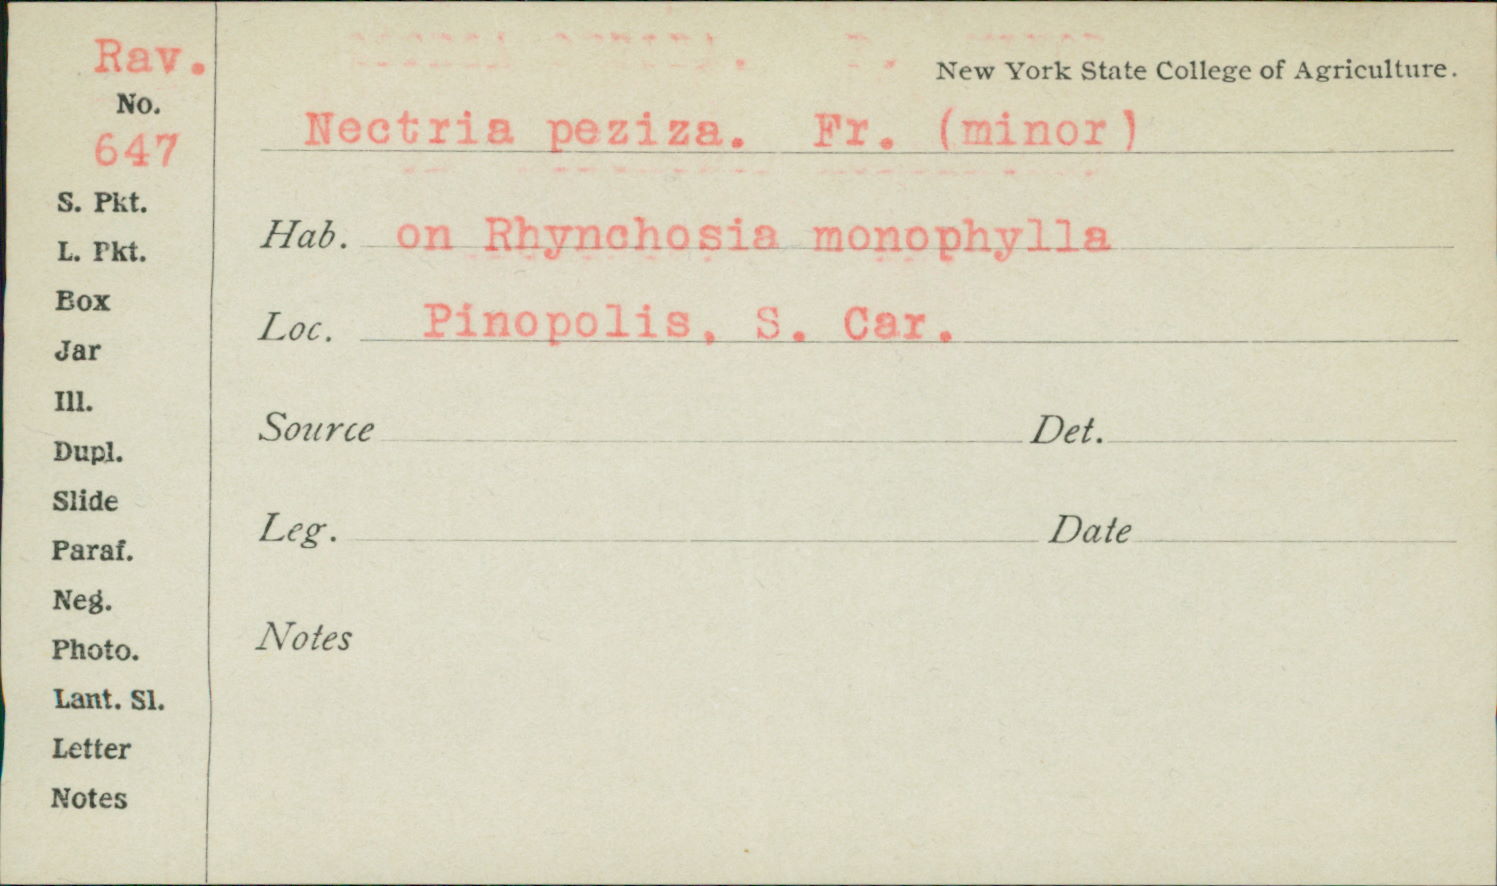 Rav.
No.
647
S. Pkt.
L. Pkt.
Box
Jar
Ill.
Dupl.
Slide
Paraf.
Neg.
Photo.
Lant. Sl.
Letter
Notes
New York State College of Agriculture.
Nectria peziza. Fr. (minor)
Hab. on Rhynchosia monophylla
Loc. Pinopolis, S. Car.
Source Det.
Leg. Date
Notes